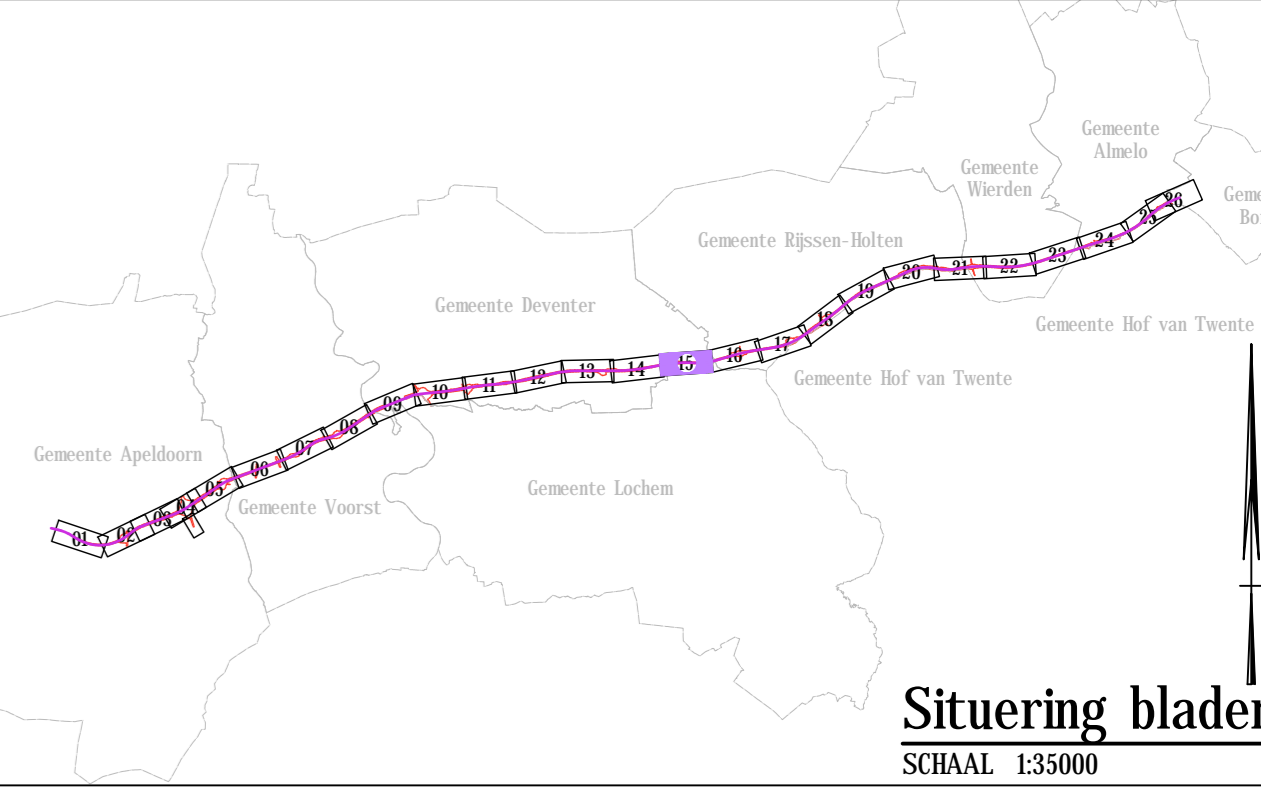 Gemeente
Almelo
Gemeente
Wierden
Gemeente Rijssen-Holten
Gemeente Deventer
Gemeente Hof van Twente
Gemeente Hof van Twente
Gemeente Apeldoorn
Gemeente Voorst
Gemeente Lochem
01
02
03
04
05
06
07
08
09
10
11
12
13
14
15
16
17
18
19
20
21
22
23
24
25
26
Situering bladen
SCHAAL 1:35000